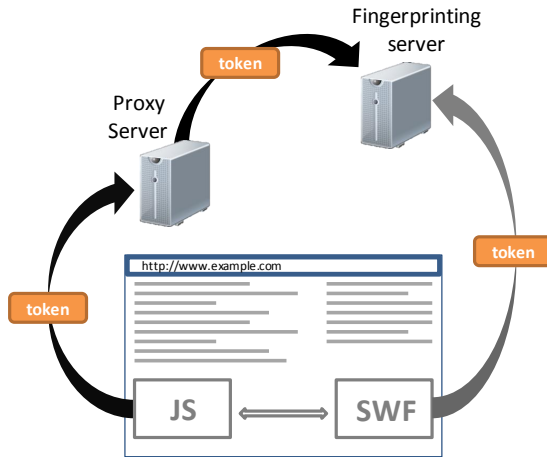 Fingerprinting
server
token
Proxy
Server
token
token
http://www.example.com
JS
SWF